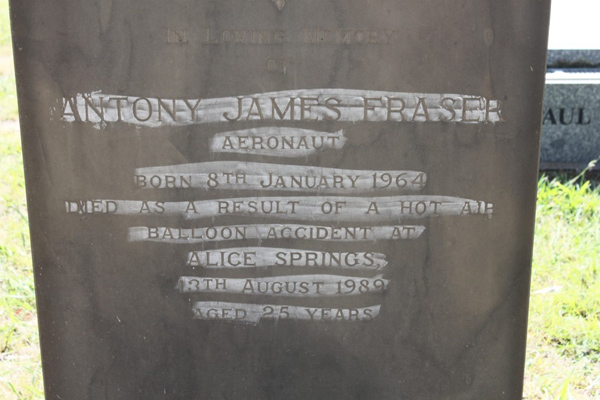 IN LOVING MEMORY
OF
ANTONY JAMES FRASER
AERONAUT
BORN 8TH JANUARY 1964
DIED AS A RESULT OF A HOT AIR
BALLOON ACCIDENT AT
ALICE SPRINGS,
13TH AUGUST 1989
AGED 25 YEARS
AUL